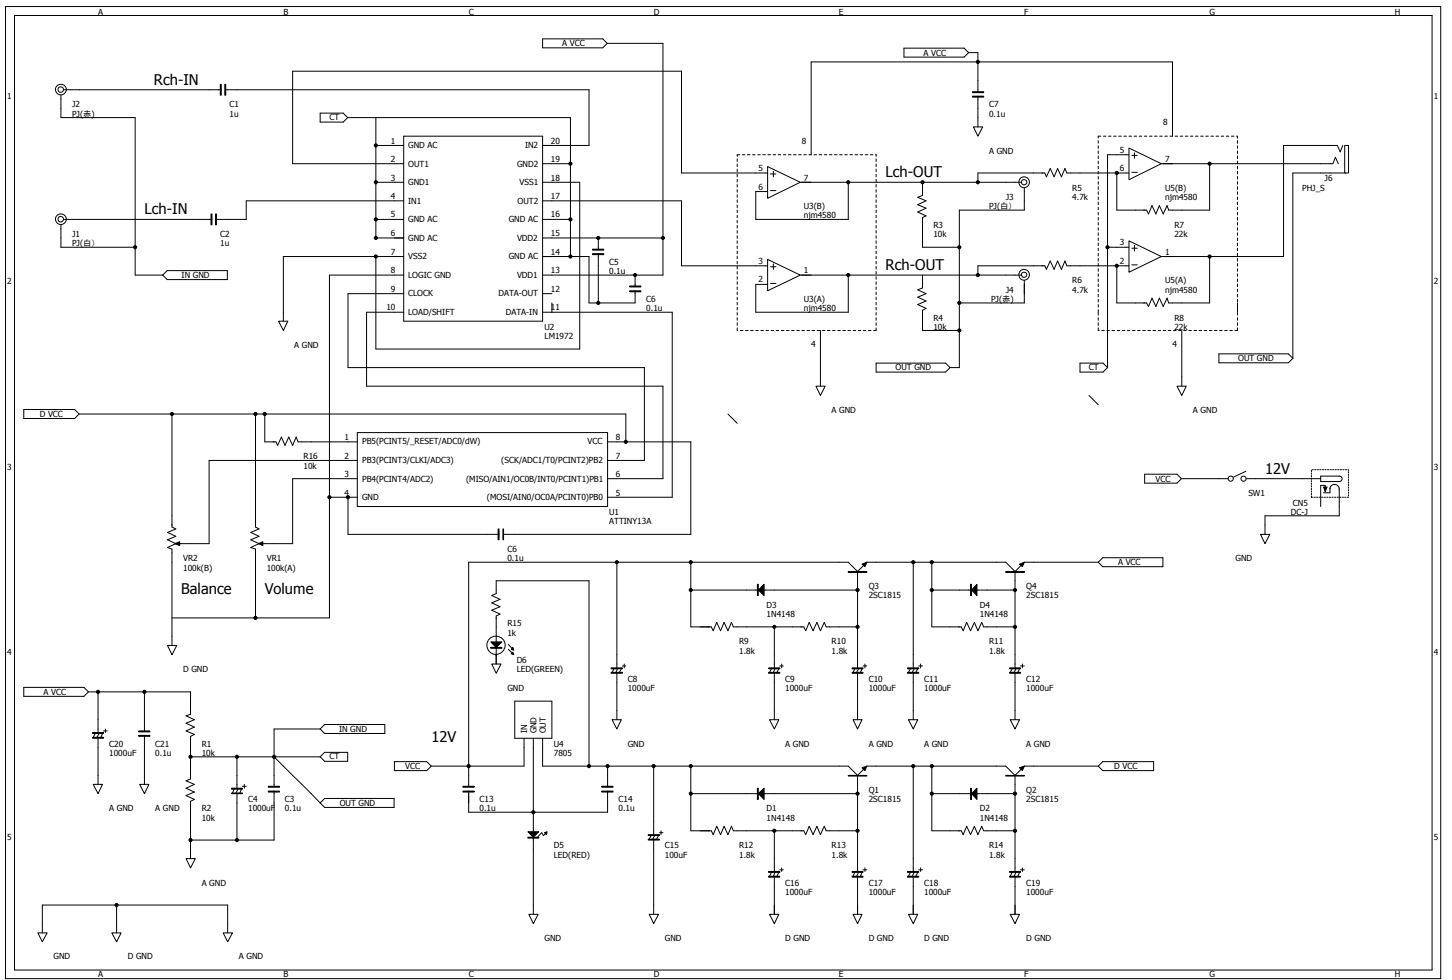 A B C D E F G H
1 1
2 2
3 3
4 4
5 5
A VCC
Rch-IN
J2
PJ(赤)
C1
1u
Lch-IN
J1
PJ(白)
C2
1u
IN GND
CT
A GND
1 GND AC
2 OUT1
3 GND1
4 IN1
5 GND AC
6 GND AC
7 VSS2
8 LOGIC GND
9 CLOCK
10 LOAD/SHIFT
IN2 20
GND2 19
VSS1 18
OUT2 17
GND AC 16
VDD2 15
GND AC 14
VDD1 13
DATA-OUT 12
DATA-IN 11
U2
LM1972
C5
0.1u
C6
0.1u
A VCC
C7
0.1u
A GND
8
5
6
7
U3(B)
njm4580
3
2
1
U3(A)
njm4580
4
A GND
Lch-OUT
R3
10k
J3
PJ(白)
Rch-OUT
R4
10k
J4
PJ(赤)
OUT GND
R5
4.7k
R6
4.7k
8
5
6
7
U5(B)
njm4580
R7
22k
3
2
1
U5(A)
njm4580
R8
22k
4
CT
A GND
J6
PHJ_S
OUT GND
D VCC
R16
10k
1 PB5(PCINT5/_RESET/ADC0/dW)
2 PB3(PCINT3/CLKI/ADC3)
3 PB4(PCINT4/ADC2)
4 GND
VCC 8
(SCK/ADC1/T0/PCINT2)PB2 7
(MISO/AIN1/OC0B/INT0/PCINT1)PB1 6
(MOSI/AIN0/OC0A/PCINT0)PB0 5
U1
ATTINY13A
C6
0.1u
VR2
100k(B)
Balance
VR1
100k(A)
Volume
D GND
VCC
SW1
12V
CN5
DC-J
GND
R15
1k
D6
LED(GREEN)
GND
C8
1000uF
GND
D3
1N4148
R9
1.8k
R10
1.8k
Q3
2SC1815
C9
1000uF
A GND
C10
1000uF
A GND
C11
1000uF
A GND
D4
1N4148
R11
1.8k
Q4
2SC1815
C12
1000uF
A GND
A VCC
A VCC
C20
1000uF
A GND
C21
0.1u
A GND
R1
10k
R2
10k
C4
1000uF
C3
0.1u
IN GND
CT
OUT GND
A GND
12V
VCC
IN
GND
OUT
U4
7805
C13
0.1u
C14
0.1u
D5
LED(RED)
GND
C15
100uF
GND
D1
1N4148
R12
1.8k
R13
1.8k
Q1
2SC1815
C16
1000uF
D GND
C17
1000uF
D GND
C18
1000uF
D GND
D2
1N4148
R14
1.8k
Q2
2SC1815
C19
1000uF
D GND
D VCC
GND
D GND
A GND
A B C D E F G H